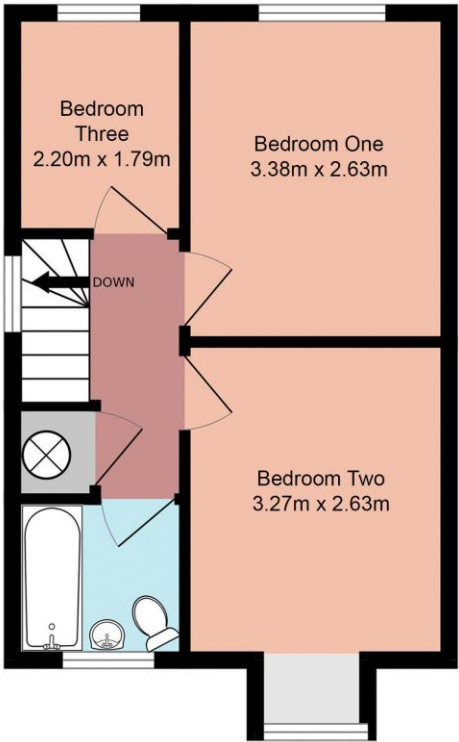 Bedroom
Three
2.20m x 1.79m
Bedroom One
3.38m x 2.63m
DOWN
Bedroom Two
3.27m x 2.63m